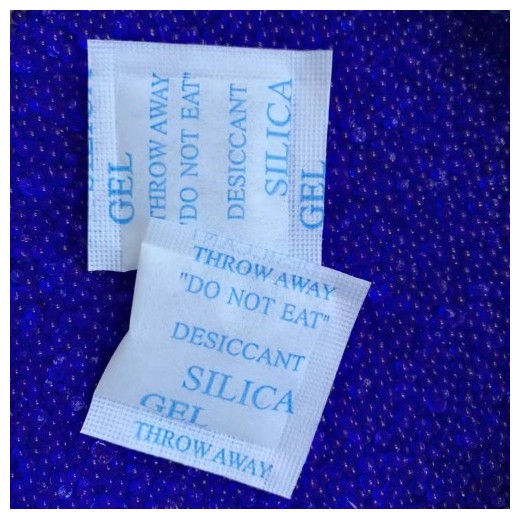 GEL
THROW AWAY
"DO NOT EAT"
DESICCANT
SILICA
GEL
THROW AWAY
"DO NOT EAT"
DESICCANT
SILICA
GEL
THROW AWAY